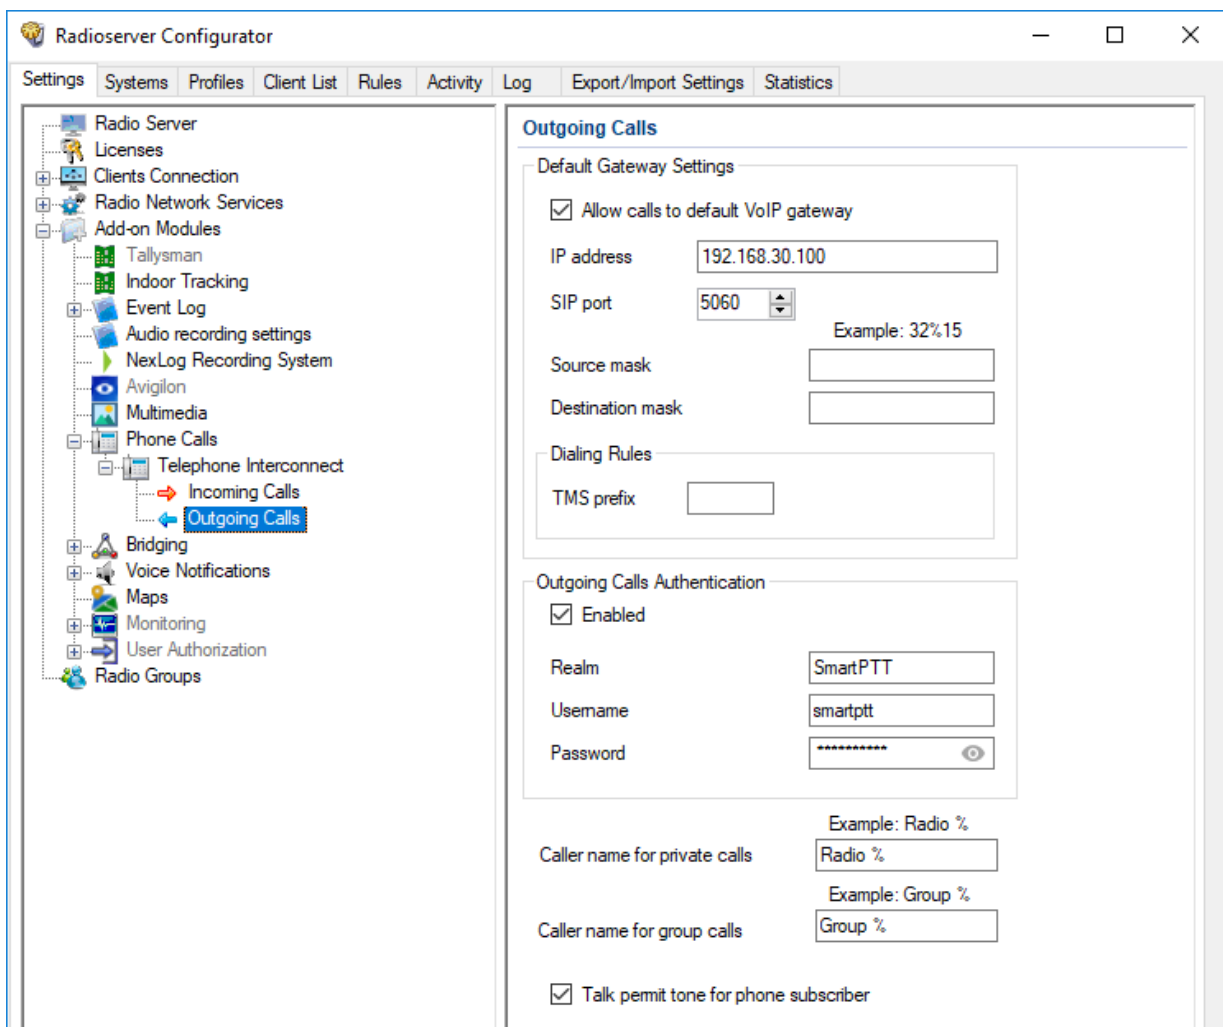 Radioserver Configurator
Settings Systems Profiles Client List Rules Activity Log Export/Import Settings Statistics
Radio Server
Licenses
Clients Connection
Radio Network Services
Add-on Modules
Tallysman
Indoor Tracking
Event Log
Audio recording settings
NexLog Recording System
Avigilon
Multimedia
Phone Calls
Telephone Interconnect
Incoming Calls
Outgoing Calls
Bridging
Voice Notifications
Maps
Monitoring
User Authorization
Radio Groups
Outgoing Calls
Default Gateway Settings
Allow calls to default VoIP gateway
IP address 192.168.30.100
SIP port 5060
Example: 32%15
Source mask
Destination mask
Dialing Rules
TMS prefix
Outgoing Calls Authentication
Enabled
Realm SmartPTT
Username smartptt
Password **********
Example: Radio %
Caller name for private calls Radio %
Example: Group %
Caller name for group calls Group %
Talk permit tone for phone subscriber